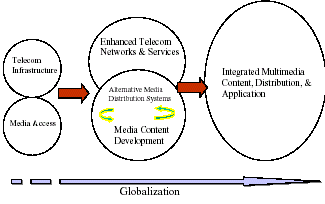 Telecom
Infrastructure
Media Access
Enhanced Telecom
Networks & Services
Alternative Media
Distribution Systems
Media Content
Development
Integrated Multimedia
Content, Distribution, &
Application
Globalization